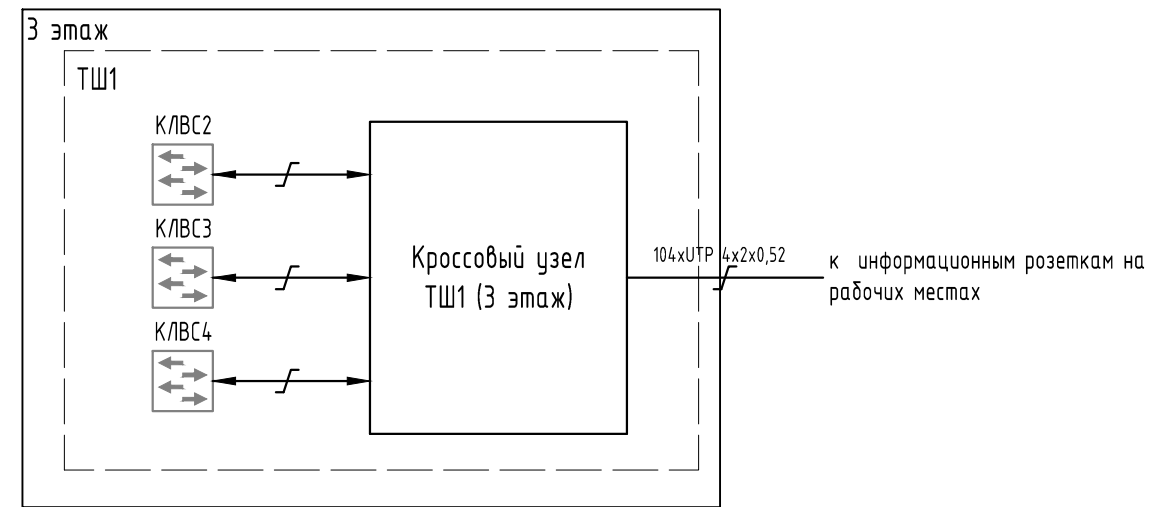 3 этаж
ТШ1
КЛВС2
КЛВС3
КЛВС4
Кроссовый узел
ТШ1 (3 этаж)
104xUTP 4x2x0,52
к информационным розеткам на
рабочих местах